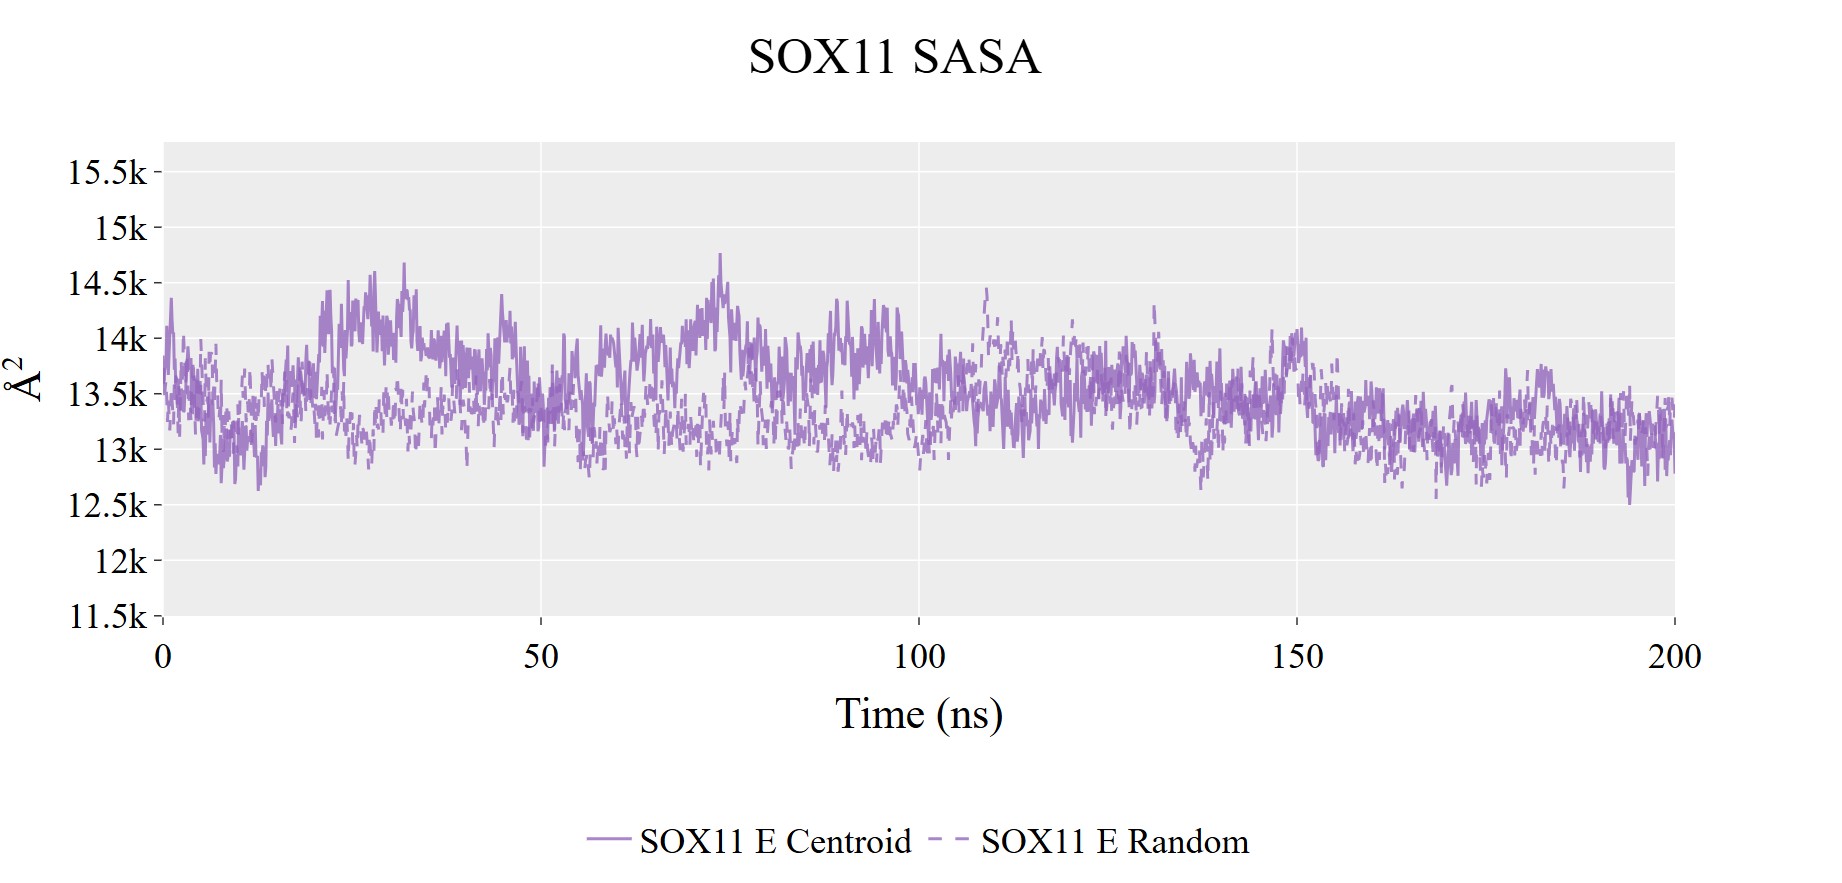 SOX11 SASA
Å²
15.5k
15k
14.5k
14k
13.5k
13k
12.5k
12k
11.5k
0 50 100 150 200
Time (ns)
SOX11 E Centroid SOX11 E Random